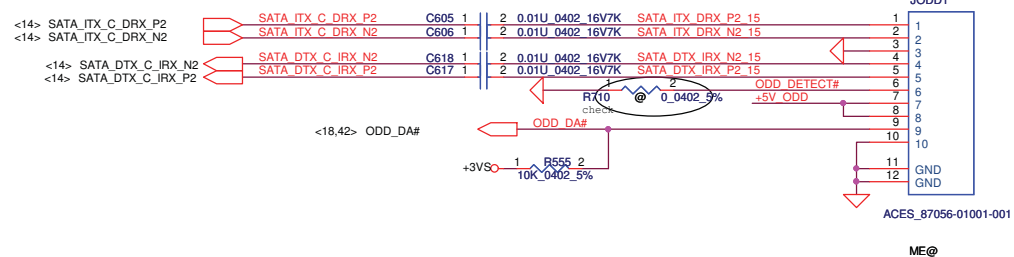 JODD1
<14> SATA_ITX_C_DRX_P2 SATA_ITX_C_DRX_P2 C605 1 2 0.01U_0402_16V7K SATA_ITX_DRX_P2_15 1 1
<14> SATA_ITX_C_DRX_N2 SATA_ITX_C_DRX_N2 C606 1 2 0.01U_0402_16V7K SATA_ITX_DRX_N2_15 2 2
3 3
<14> SATA_DTX_C_IRX_N2 SATA_DTX_C_IRX_N2 C618 1 2 0.01U_0402_16V7K SATA_DTX_IRX_N2_15 4 4
<14> SATA_DTX_C_IRX_P2 SATA_DTX_C_IRX_P2 C617 1 2 0.01U_0402_16V7K SATA_DTX_IRX_P2_15 5 5
1 2 ODD_DETECT# 6 6
R710 @ 0_0402_5% +5V_ODD 7 7
check 8 8
<18,42> ODD_DA# ODD_DA# 9 9
10 10
+3VS 1 R555 2 11 GND
10K_0402_5% 12 GND
ACES_87056-01001-001
ME@